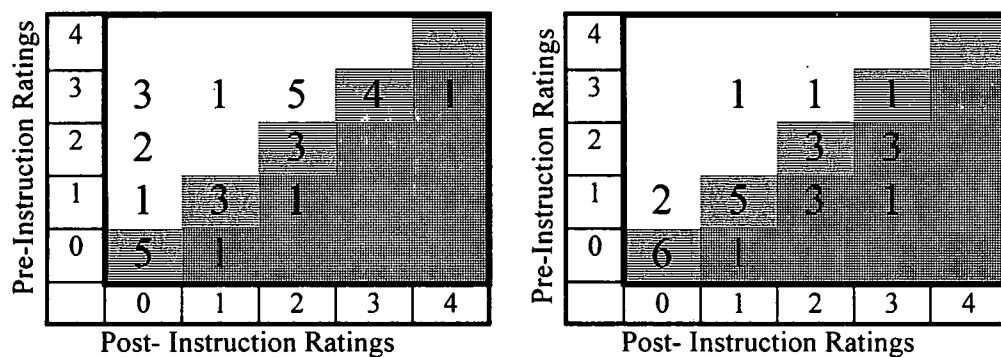 Pre-Instruction Ratings
4
3 3 1 5 4 1
2 2 3
1 1 3 1
0 5 1
0 1 2 3 4
Post- Instruction Ratings
Pre-Instruction Ratings
4
3 1 1 1
2 3 3
1 2 5 3 1
0 6 1
0 1 2 3 4
Post- Instruction Ratings